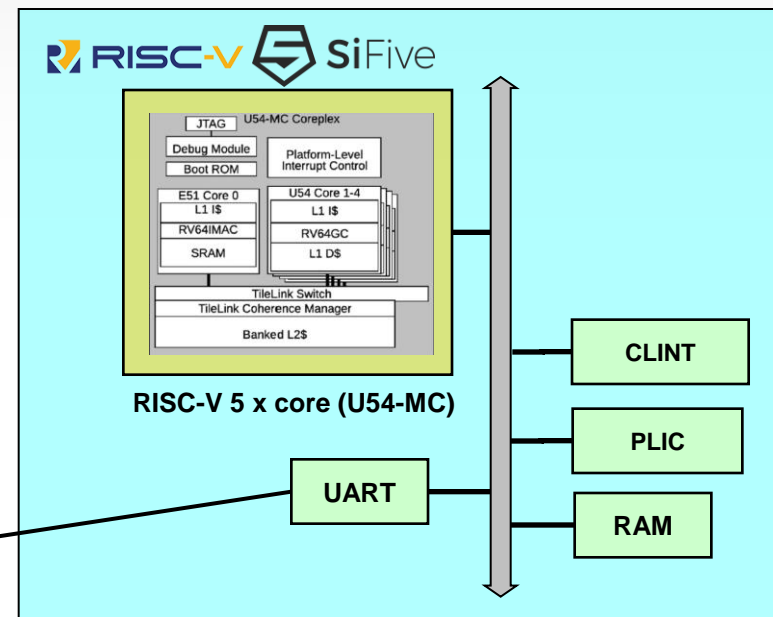 RISC-V SiFive
U54-MC Coreplex
JTAG
Debug Module
Boot ROM
Platform-Level
Interrupt Control
E51 Core 0
L1 I$
RV64IMAC
SRAM
U54 Core 1-4
L1 I$
RV64GC
L1 D$
TileLink Switch
TileLink Coherence Manager
Banked L2$
RISC-V 5 x core (U54-MC)
CLINT
PLIC
UART
RAM